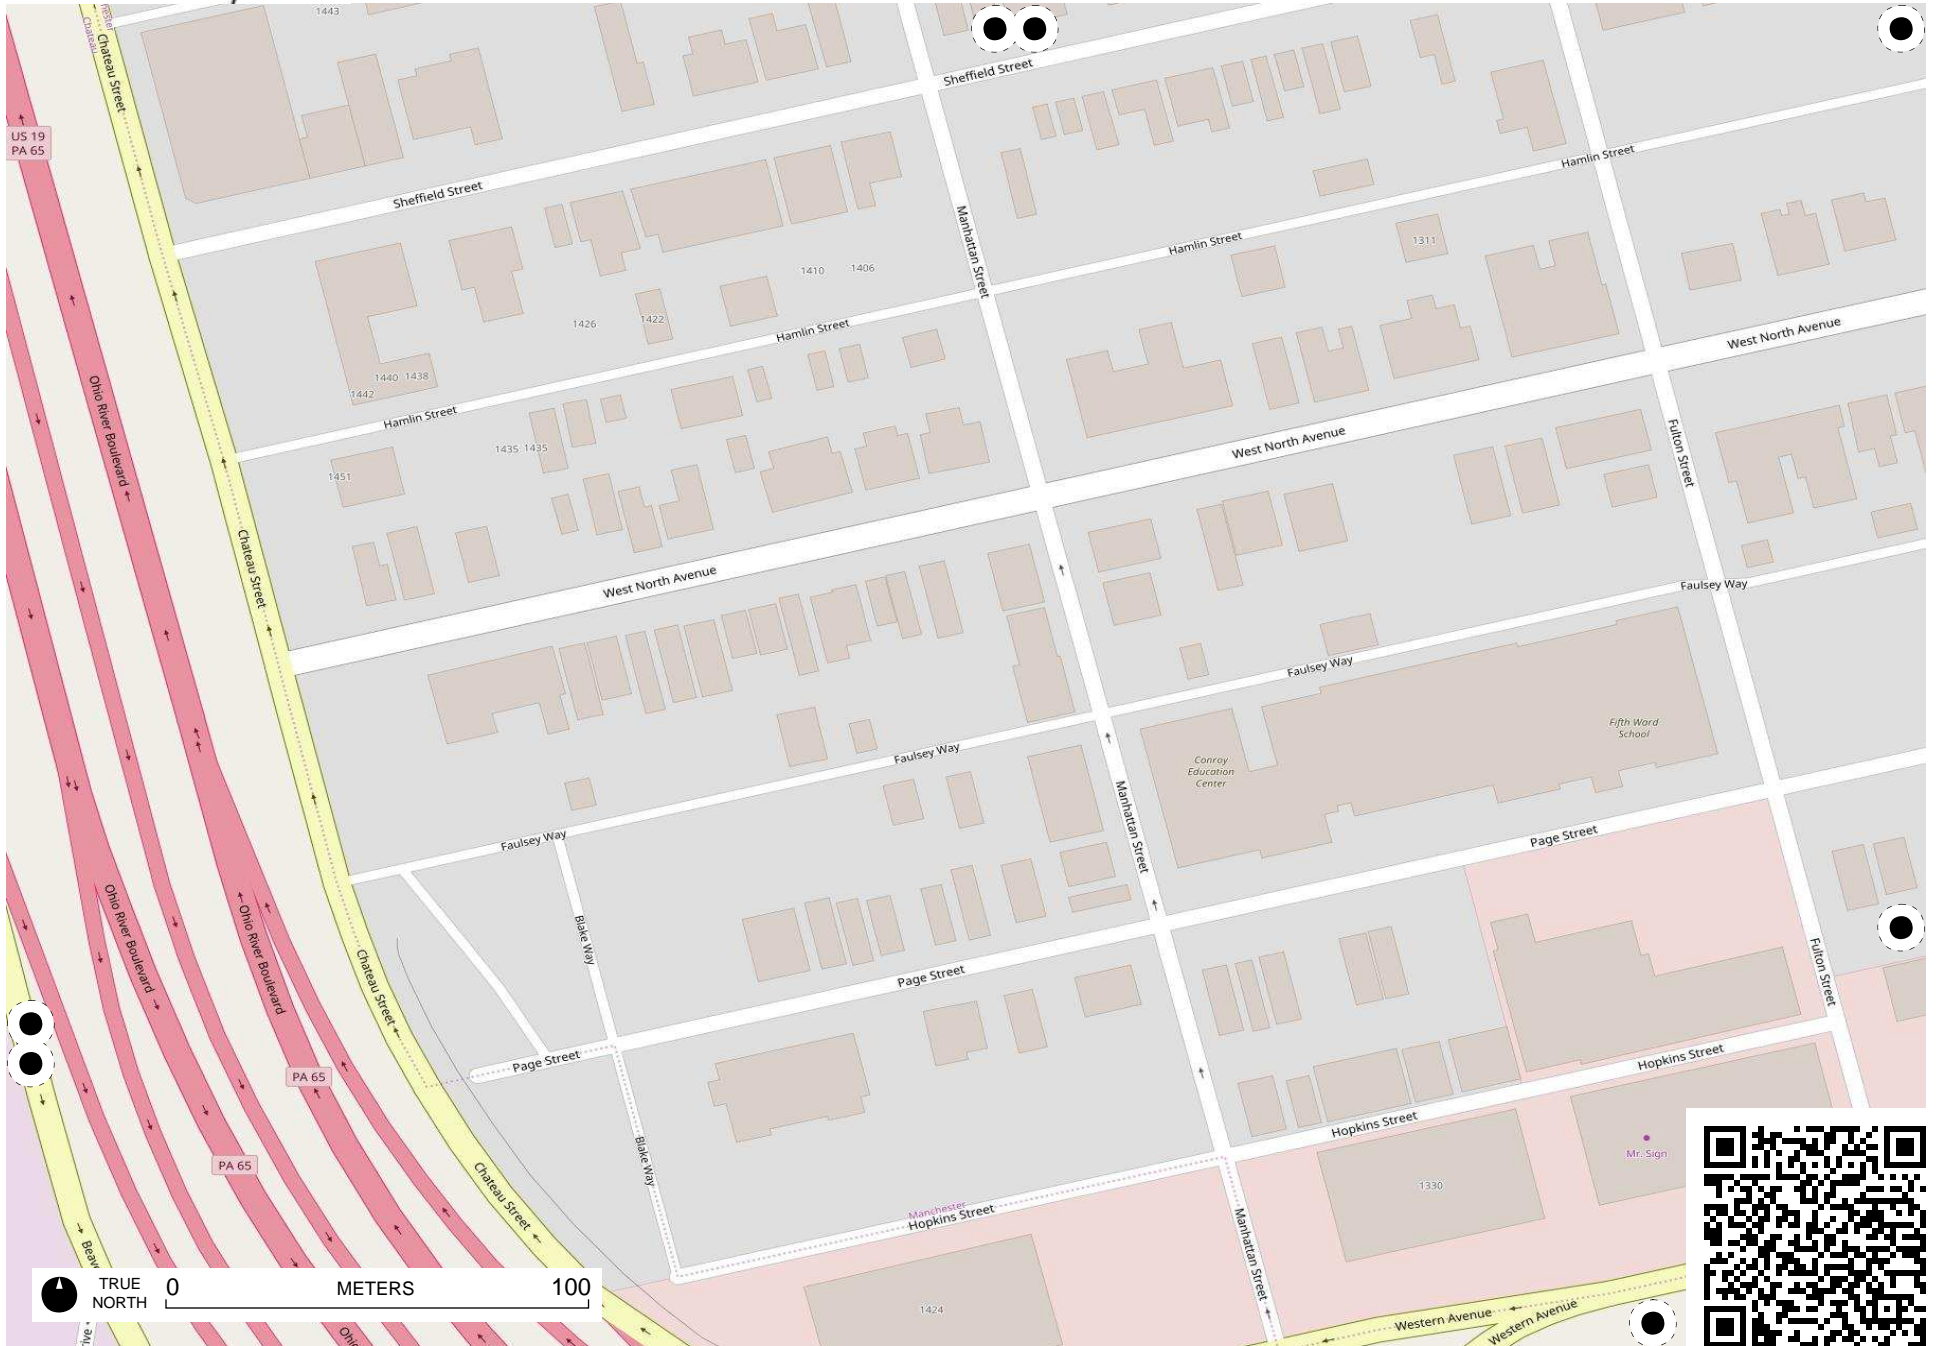 1443
Manchester
Chateau
Chateau Street
Sheffield Street
US 19
PA 65
Hamlin Street
Sheffield Street
Manhattan Street
Hamlin Street
1311
1410 1406
1426
1422
Hamlin Street
West North Avenue
1440 1438
1442
Ohio River Boulevard
Hamlin Street
West North Avenue
Fulton Street
1435 1435
1451
Chateau Street
West North Avenue
Faulsey Way
Faulsey Way
Fifth Ward
School
Faulsey Way
Conroy
Education
Center
Manhattan Street
Faulsey Way
Page Street
Ohio River Boulevard
Ohio River Boulevard
Blake Way
Chateau Street
Page Street
Fulton Street
Page Street
Hopkins Street
PA 65
Hopkins Street
Blake Way
PA 65
Mr. Sign
Chateau Street
1330
Manchester
Hopkins Street
Manhattan Street
TRUE
NORTH
0 METERS 100
1424
Western Avenue
Western Avenue